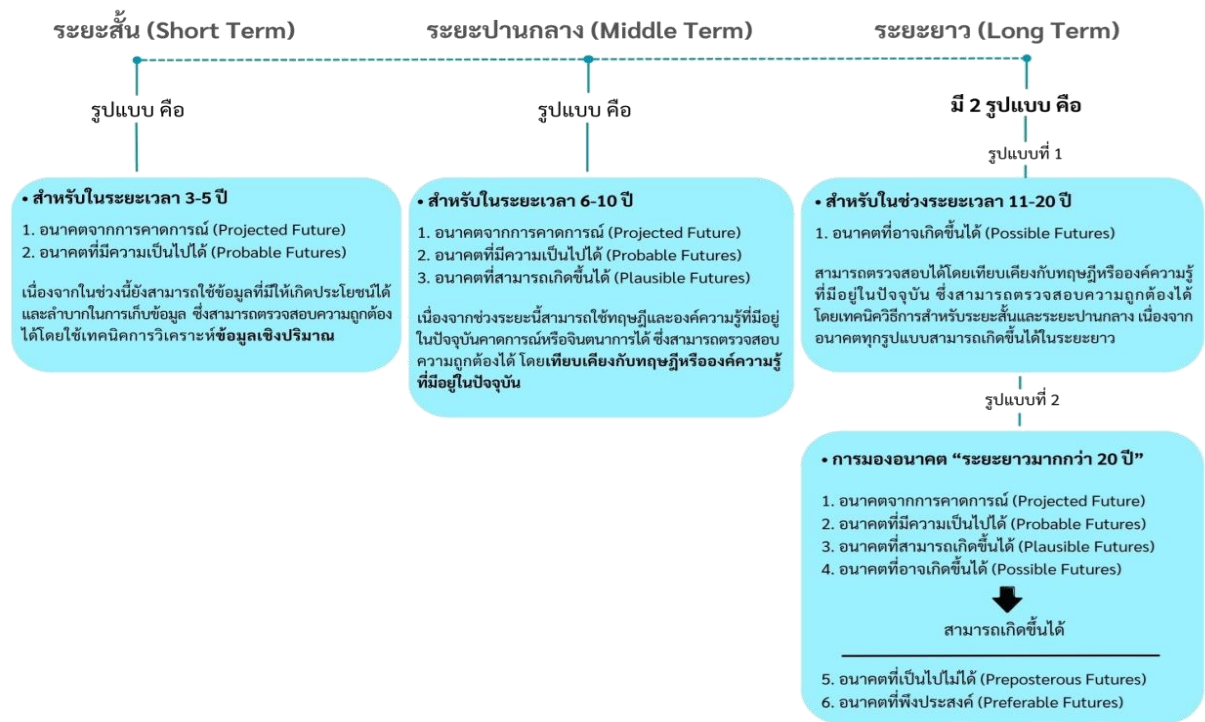 ระยะสั้น (Short Term)
ระยะปานกลาง (Middle Term)
ระยะยาว (Long Term)
รูปแบบ คือ
รูปแบบ คือ
มี 2 รูปแบบ คือ
รูปแบบที่ 1
• สำหรับในระยะเวลา 3-5 ปี
1. อนาคตจากการคาดการณ์ (Projected Future)
2. อนาคตที่มีความเป็นไปได้ (Probable Futures)
เนื่องจากในช่วงนี้ยังสามารถใช้ข้อมูลที่มีให้เกิดประโยชน์ได้
และลำบากในการเก็บข้อมูล ซึ่งสามารถตรวจสอบความถูกต้อง
ได้โดยใช้เทคนิคการวิเคราะห์ข้อมูลเชิงปริมาณ
• สำหรับในระยะเวลา 6-10 ปี
1. อนาคตจากการคาดการณ์ (Projected Future)
2. อนาคตที่มีความเป็นไปได้ (Probable Futures)
3. อนาคตที่สามารถเกิดขึ้นได้ (Plausible Futures)
เนื่องจากช่วงระยะนี้สามารถใช้ทฤษฎีและองค์ความรู้ที่มีอยู่
ในปัจจุบันคาดการณ์หรือจินตนาการได้ ซึ่งสามารถตรวจสอบ
ความถูกต้องได้ โดยเทียบเคียงกับทฤษฎีหรือองค์ความรู้
ที่มีอยู่ในปัจจุบัน
• สำหรับในช่วงระยะเวลา 11-20 ปี
1. อนาคตที่อาจเกิดขึ้นได้ (Possible Futures)
สามารถตรวจสอบได้โดยเทียบเคียงกับทฤษฎีหรือองค์ความรู้
ที่มีอยู่ในปัจจุบัน ซึ่งสามารถตรวจสอบความถูกต้องได้
โดยเทคนิควิธีการสำหรับระยะสั้นและระยะปานกลาง เนื่องจาก
อนาคตทุกรูปแบบสามารถเกิดขึ้นได้ในระยะยาว
รูปแบบที่ 2
• การมองอนาคต “ระยะยาวมากกว่า 20 ปี”
1. อนาคตจากการคาดการณ์ (Projected Future)
2. อนาคตที่มีความเป็นไปได้ (Probable Futures)
3. อนาคตที่สามารถเกิดขึ้นได้ (Plausible Futures)
4. อนาคตที่อาจเกิดขึ้นได้ (Possible Futures)
สามารถเกิดขึ้นได้
5. อนาคตที่เป็นไปไม่ได้ (Preposterous Futures)
6. อนาคตที่พึงประสงค์ (Preferable Futures)